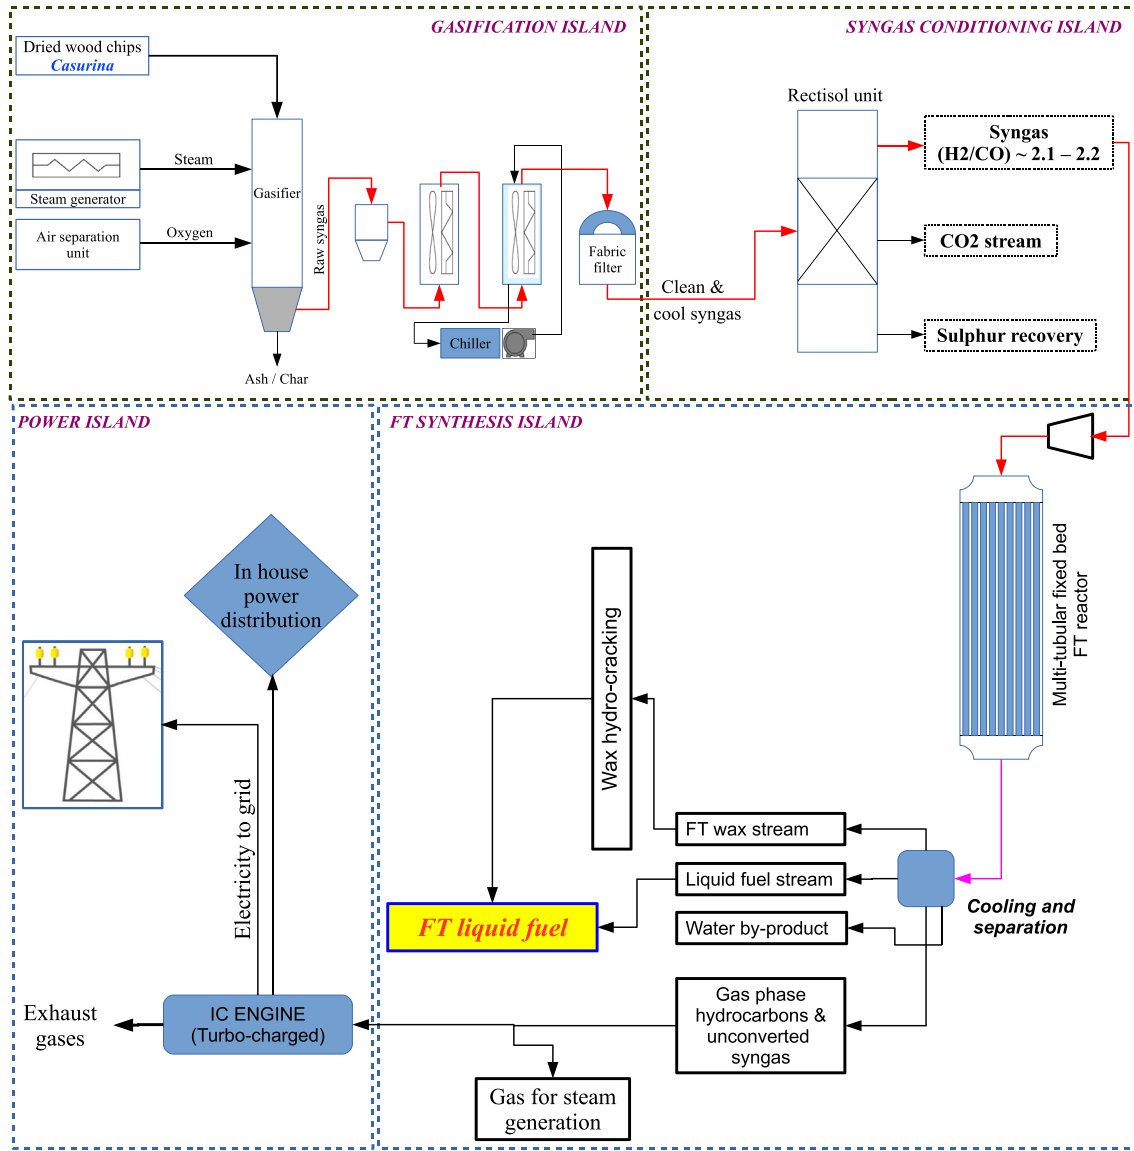 GASIFICATION ISLAND
Dried wood chips
Casurina
Steam generator
Steam
Air separation
unit
Oxygen
Gasifier
Raw syngas
Ash / Char
Chiller
Fabric
filter
Clean &
cool syngas
SYNGAS CONDITIONING ISLAND
Rectisol unit
Syngas
(H2/CO) ~ 2.1 – 2.2
CO2 stream
Sulphur recovery
POWER ISLAND
In house
power
distribution
Electricity to grid
IC ENGINE
(Turbo-charged)
Exhaust
gases
FT SYNTHESIS ISLAND
Multi-tubular fixed bed
FT reactor
Wax hydro-cracking
FT wax stream
Liquid fuel stream
Water by-product
Cooling and
separation
FT liquid fuel
Gas phase
hydrocarbons &
unconverted
syngas
Gas for steam
generation